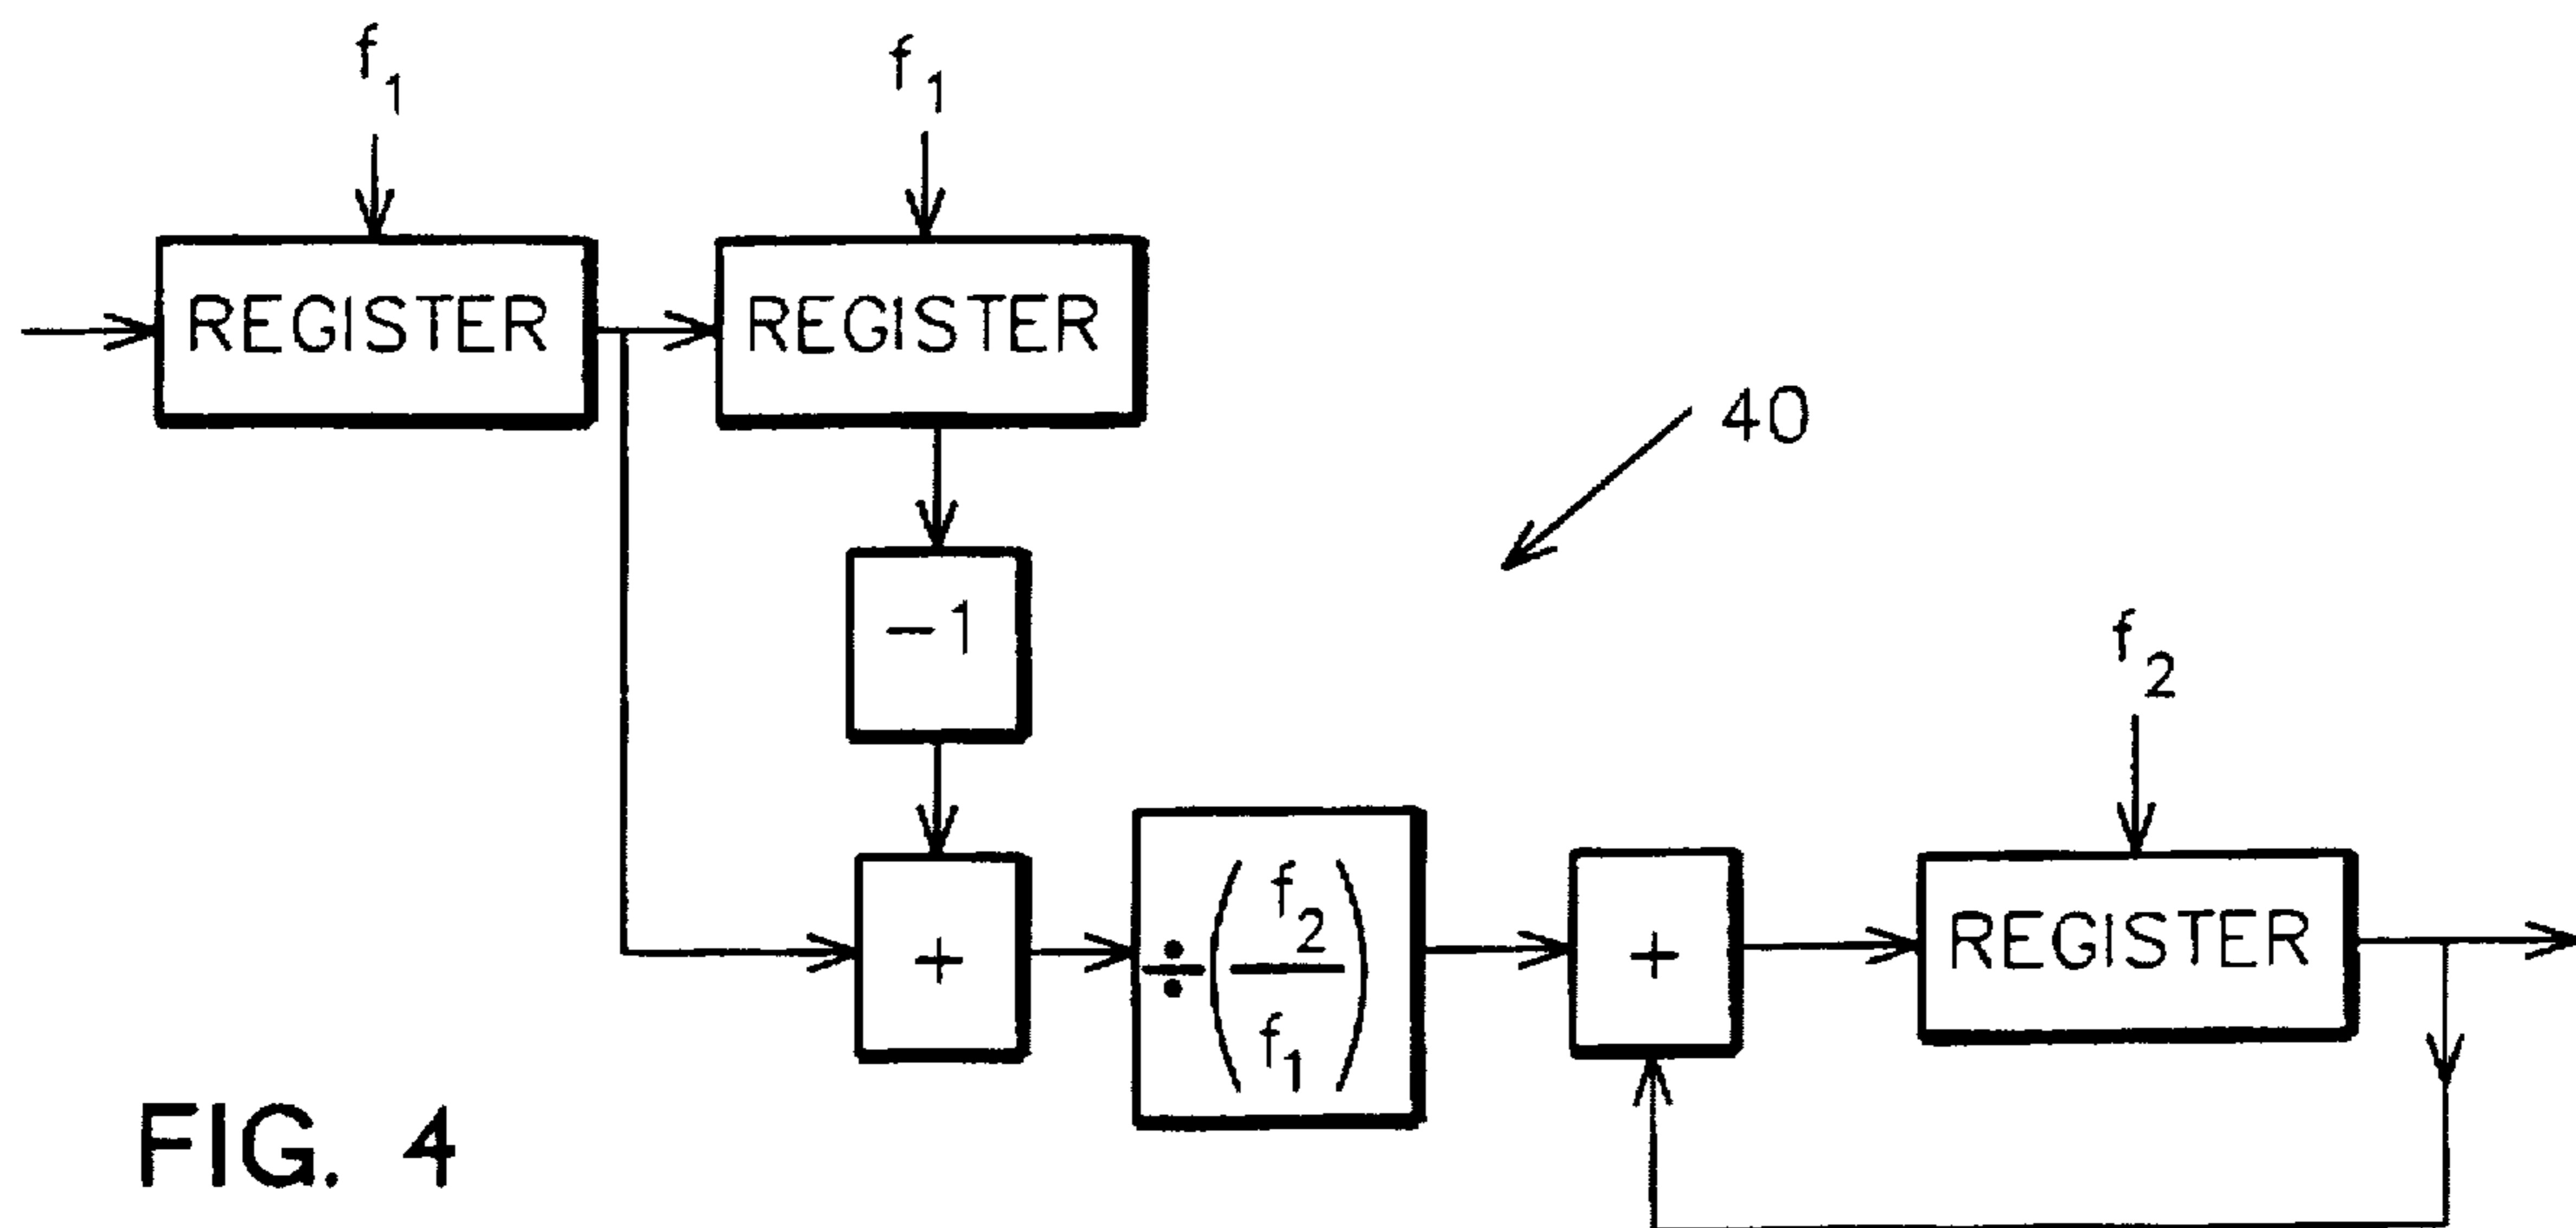 f1
f1
REGISTER
REGISTER
40
-1
f2
+
÷(f2/f1)
+
REGISTER
FIG. 4